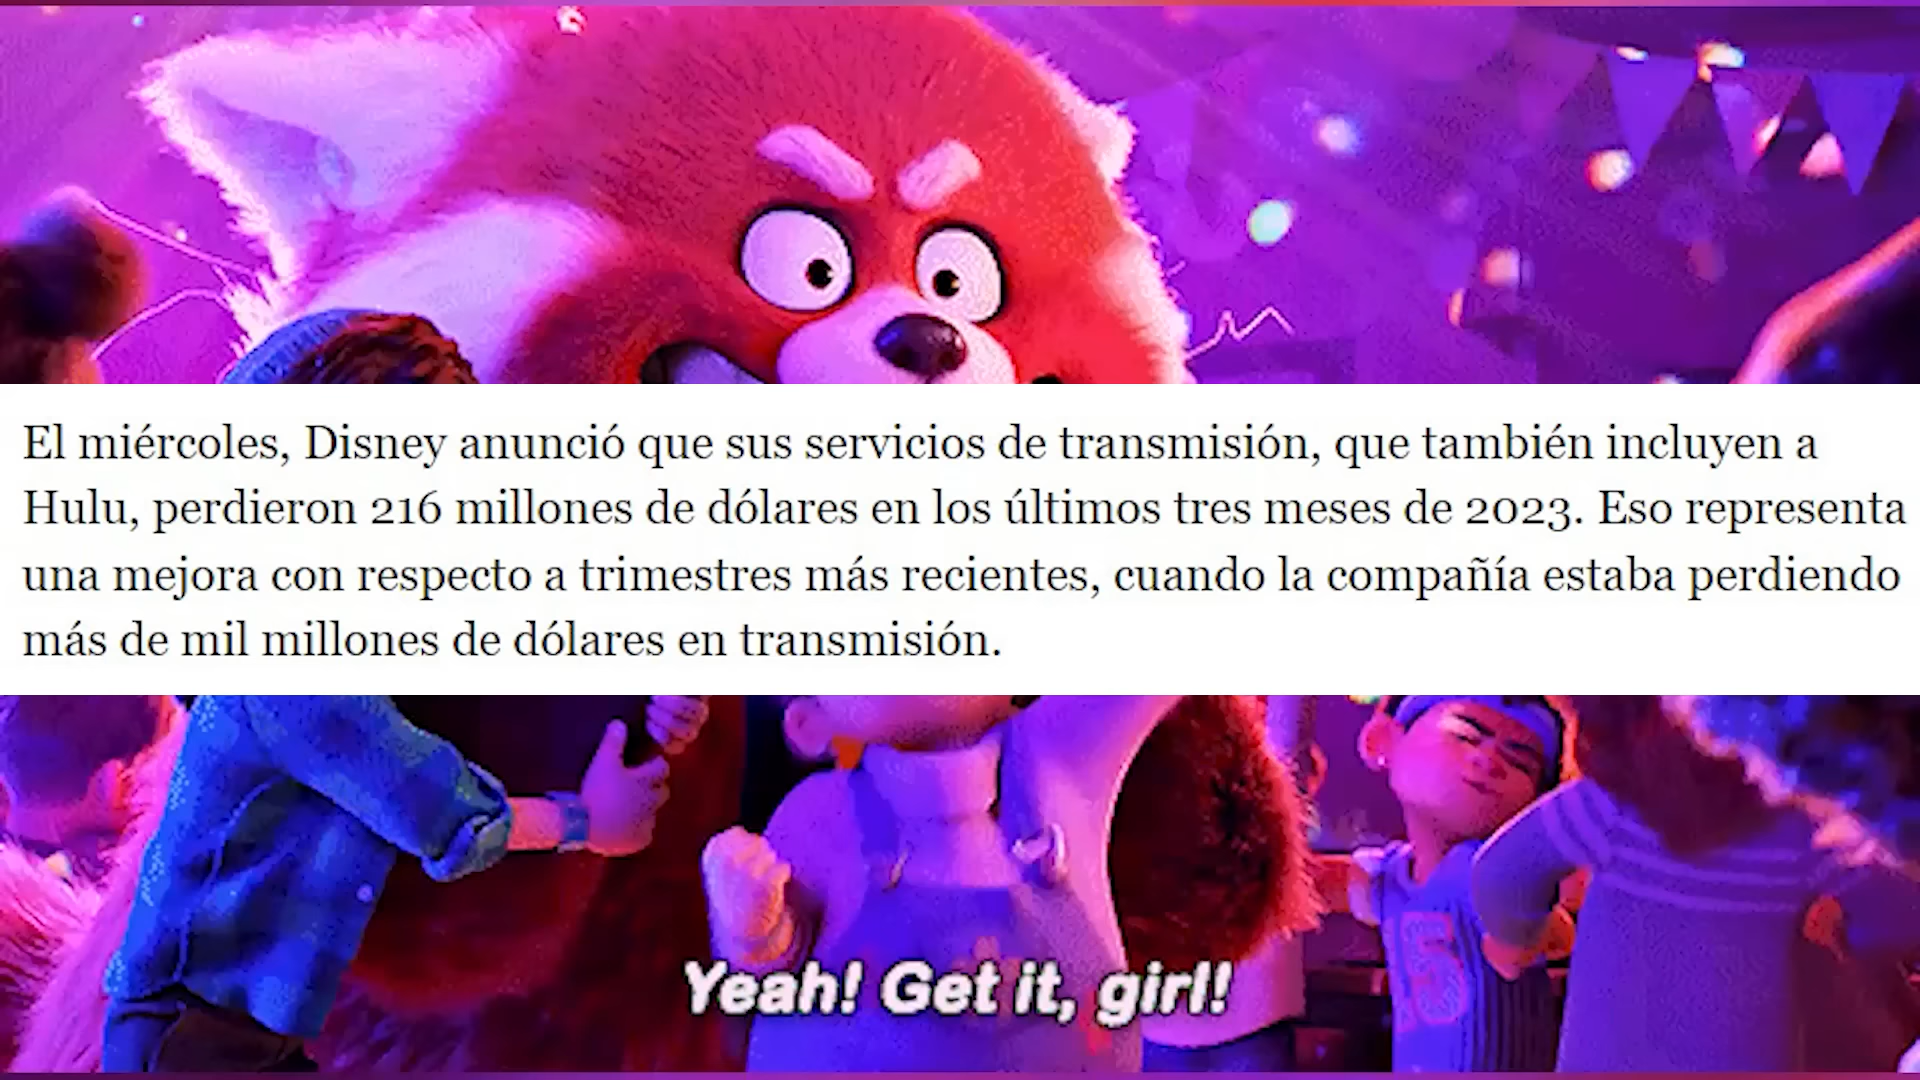 El miércoles, Disney anunció que sus servicios de transmisión, que también incluyen a
Hulu, perdieron 216 millones de dólares en los últimos tres meses de 2023. Eso representa
una mejora con respecto a trimestres más recientes, cuando la compañía estaba perdiendo
más de mil millones de dólares en transmisión.
15
Yeah! Get it, girl!